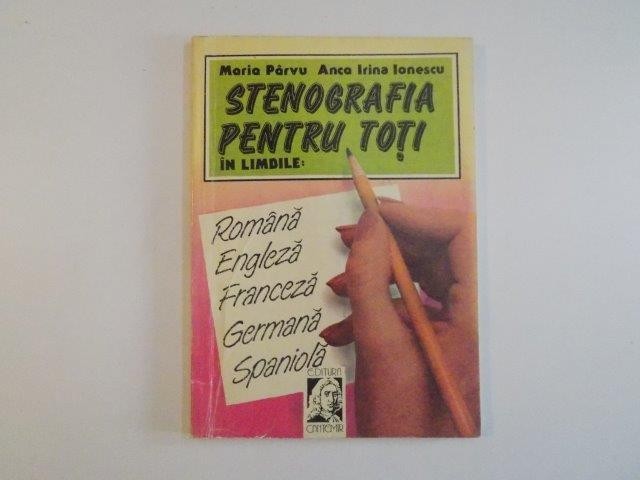 Maria Pârvu Anca Irina Ionescu
STENOGRAFIA
PENTRU TOȚI
ÎN LIMBILE:
Română
Engleză
Franceză
Germană
Spaniolă
EDITURA
CANTEMIR